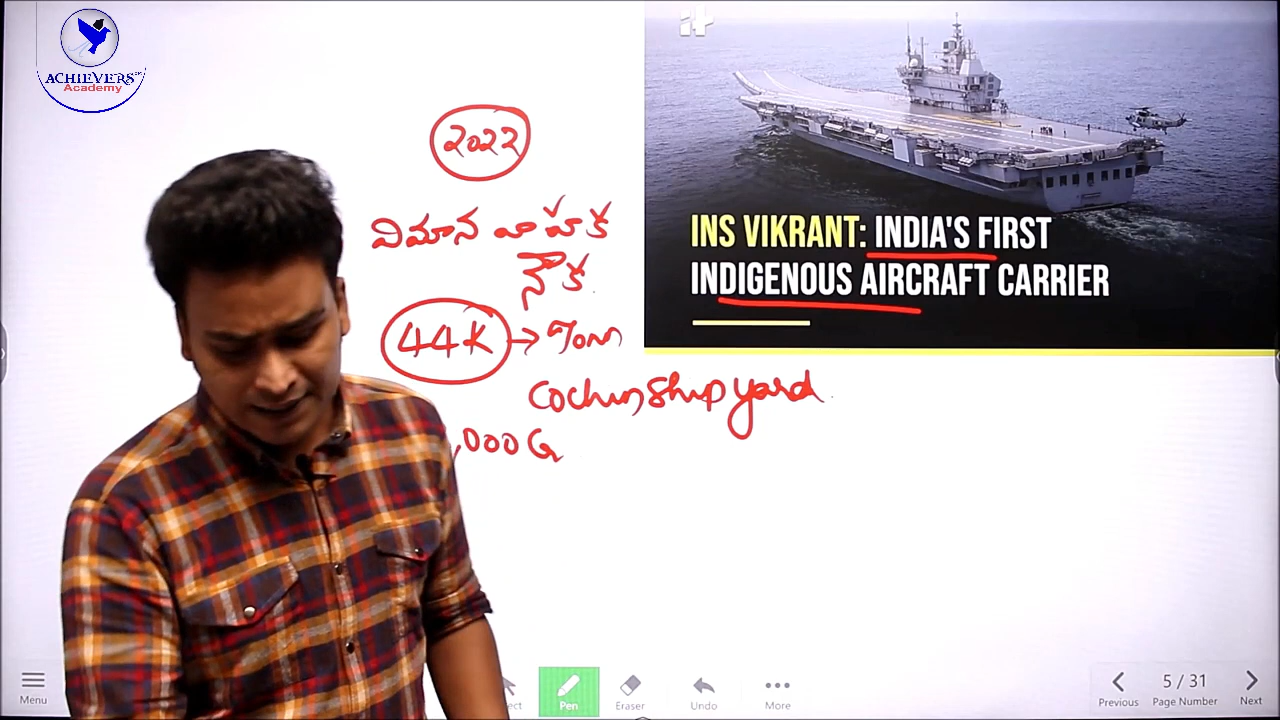 ACHIEVERS
Academy
2022
విమాన వాహక
నౌక
44K →
cochin ship yard
,000
INS VIKRANT: INDIA'S FIRST
INDIGENOUS AIRCRAFT CARRIER
Menu
Pen
Eraser
Undo
More
Previous
5 / 31
Page Number
Next